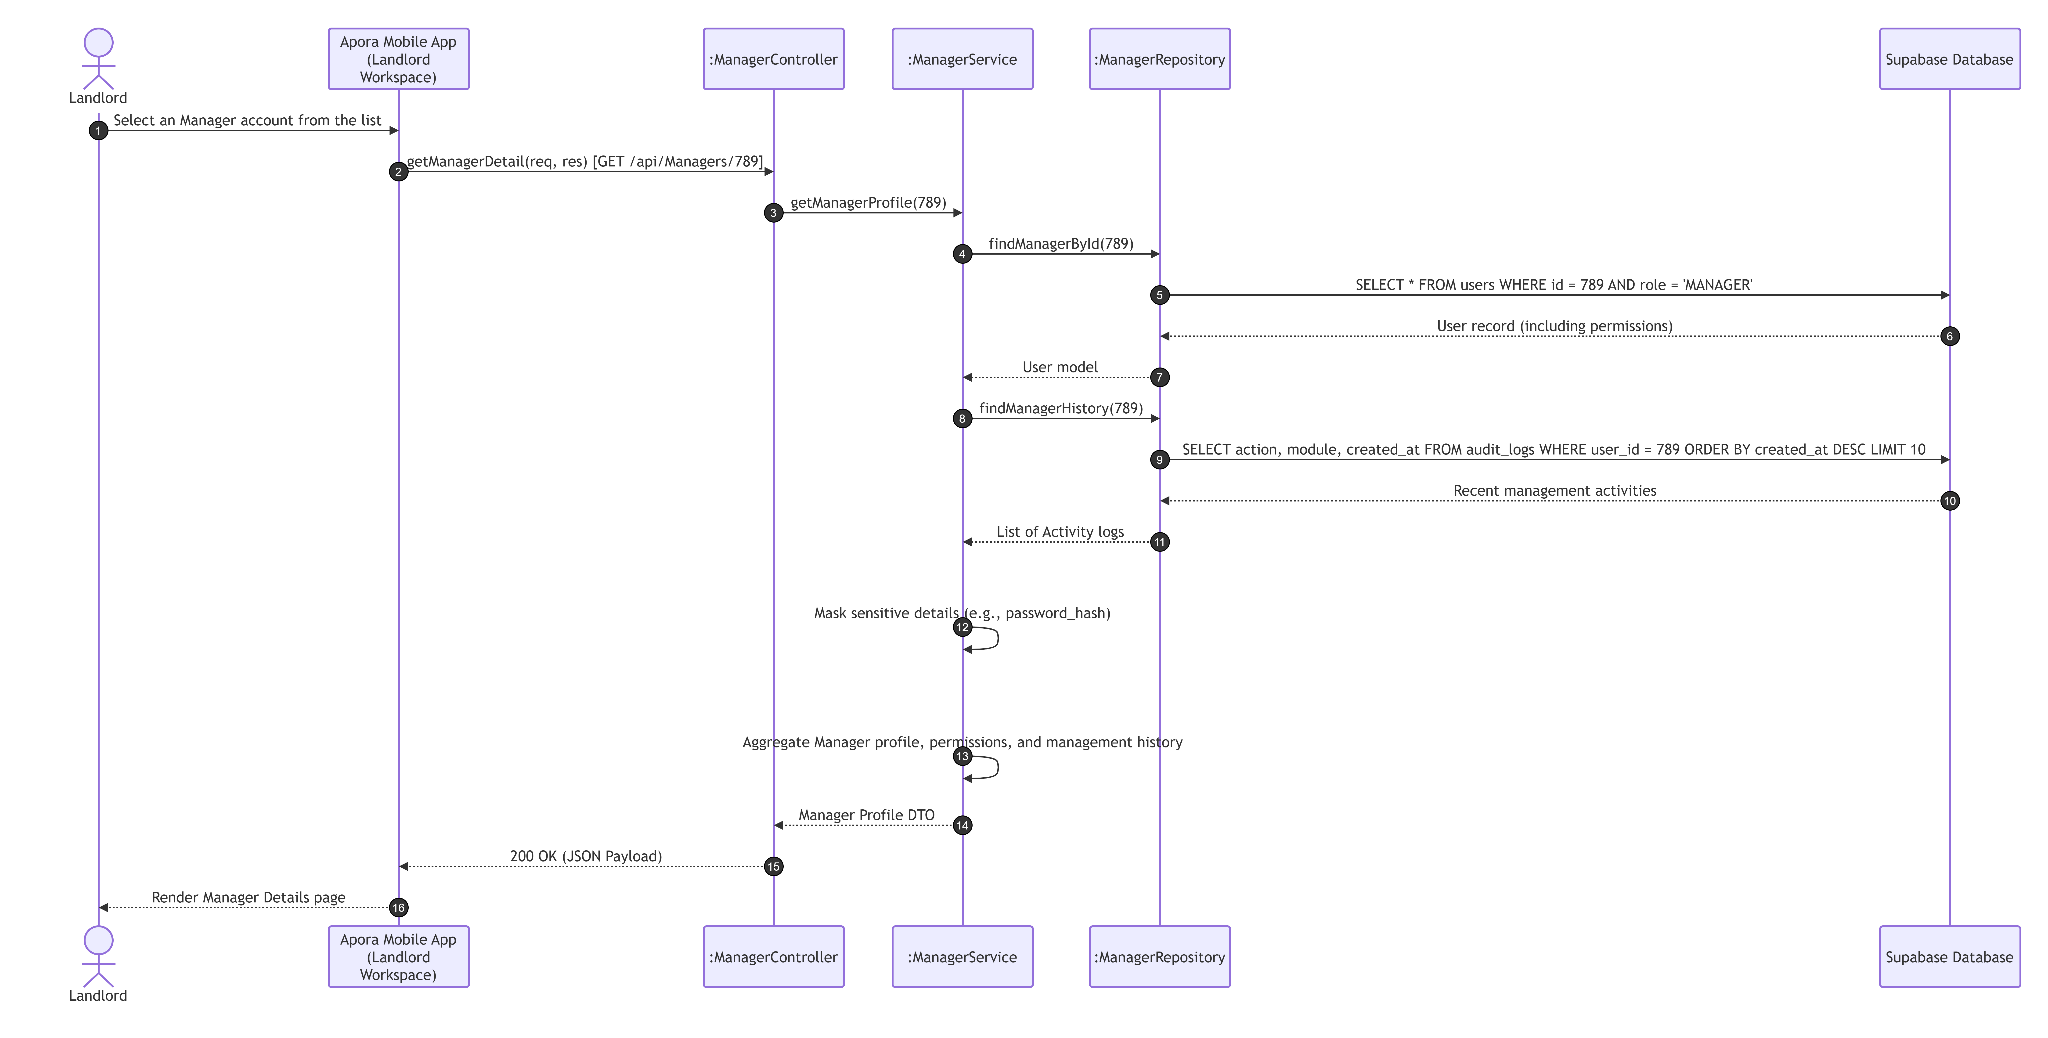 Landlord
Apora Mobile App
(Landlord
Workspace)
:ManagerController
:ManagerService
:ManagerRepository
Supabase Database
1
Select an Manager account from the list
2
getManagerDetail(req, res) [GET /api/Managers/789]
3
getManagerProfile(789)
4
findManagerById(789)
5
SELECT * FROM users WHERE id = 789 AND role = 'MANAGER'
User record (including permissions)
6
User model
7
8
findManagerHistory(789)
9
SELECT action, module, created_at FROM audit_logs WHERE user_id = 789 ORDER BY created_at DESC LIMIT 10
Recent management activities
10
List of Activity logs
11
Mask sensitive details (e.g., password_hash)
12
Aggregate Manager profile, permissions, and management history
13
Manager Profile DTO
14
200 OK (JSON Payload)
15
Render Manager Details page
16
Landlord
Apora Mobile App
(Landlord
Workspace)
:ManagerController
:ManagerService
:ManagerRepository
Supabase Database